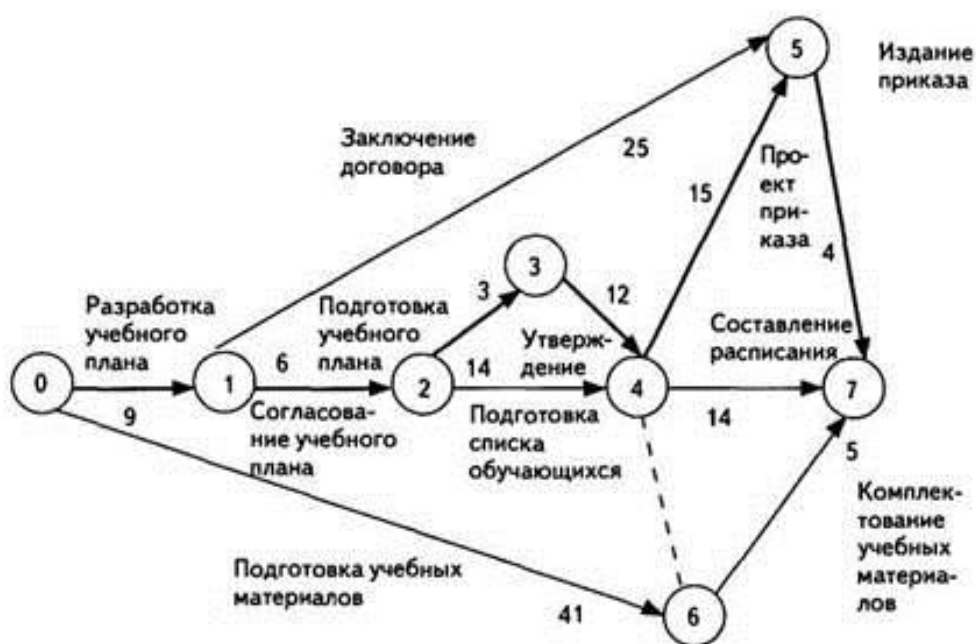 5
Издание
приказа
Заключение
договора
25
15
Про-
ект
при-
каза
4
3
3
12
Разработка
учебного
плана
Подготовка
учебного
плана
Утверж-
дение
Составление
расписания
0
9
1
6
2
14
4
14
7
Согласова-
ние учебного
плана
Подготовка
списка
обучающихся
5
Комплек-
тование
учебных
материа-
лов
Подготовка учебных
материалов
41
6